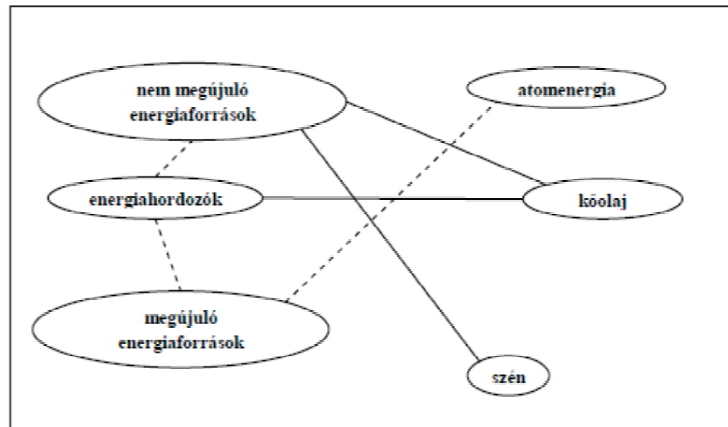 nem megújuló
energiaforrások
atomenergia
energiahordozók
kőolaj
megújuló
energiaforrások
szén